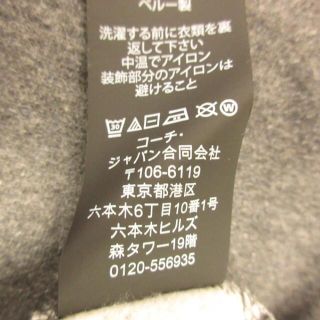 ペルー製
洗濯する前に衣類を裏
返して下さい
中温でアイロン
装飾部分のアイロンは
避けること
30 W
コーチ・
ジャパン合同会社
〒106-6119
東京都港区
六本木6丁目10番1号
六本木ヒルズ
森タワー19階
0120-556935